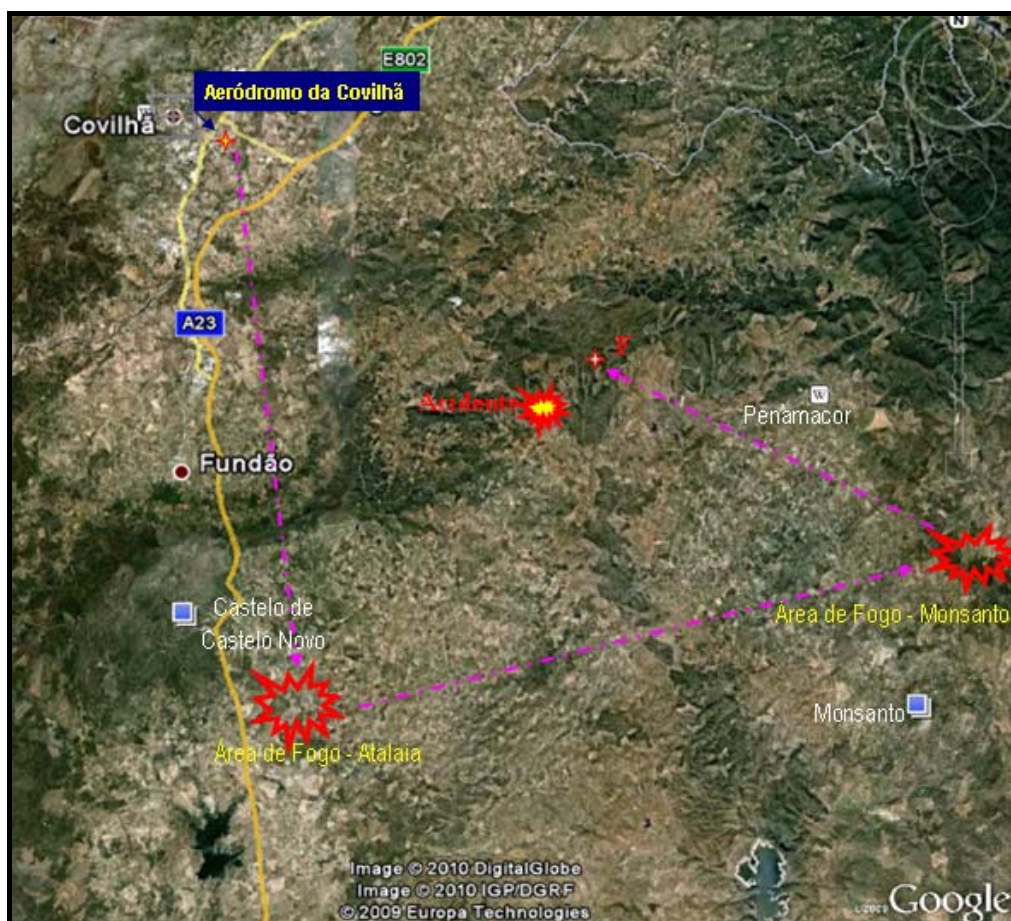 N
E802
Aeródromo da Covilhã
Covilhã
A23
F
Acidente
W
Penamacor
Fundão
Castelo de
Castelo Novo
Área de Fogo - Monsanto
Monsanto
Área de Fogo - Atalaia
Image © 2010 DigitalGlobe
Image © 2010 IGP/DGRF
© 2009 Europa Technologies
©2009 Google